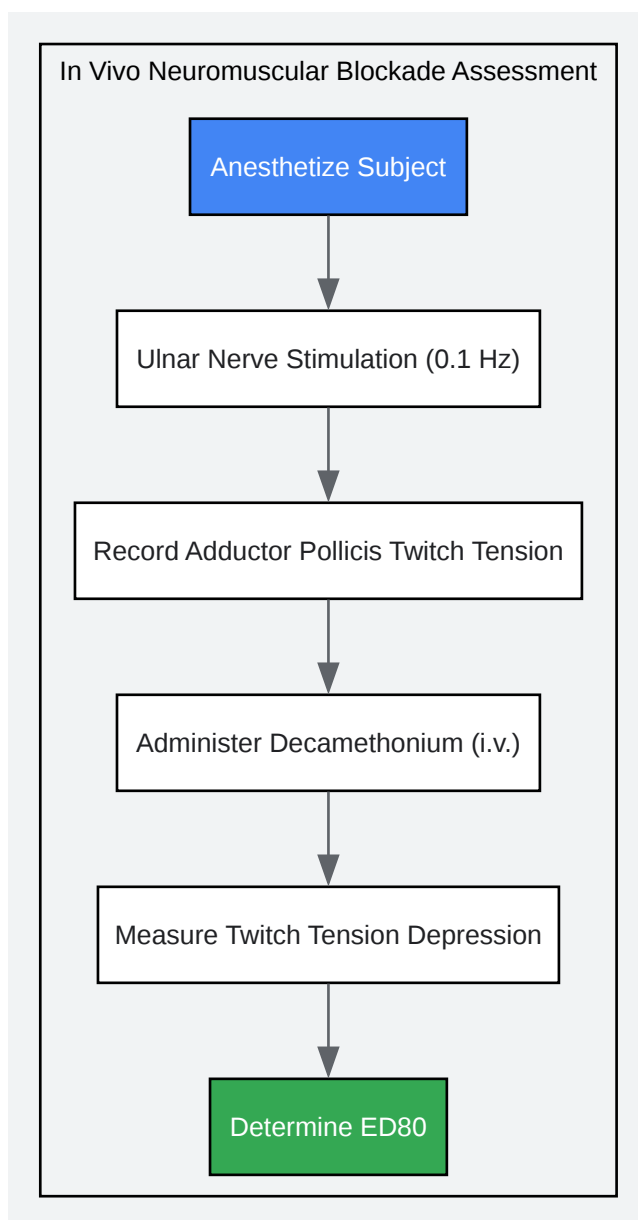 In Vivo Neuromuscular Blockade Assessment
Anesthetize Subject
Ulnar Nerve Stimulation (0.1 Hz)
Record Adductor Pollicis Twitch Tension
Administer Decamethonium (i.v.)
Measure Twitch Tension Depression
Determine ED80